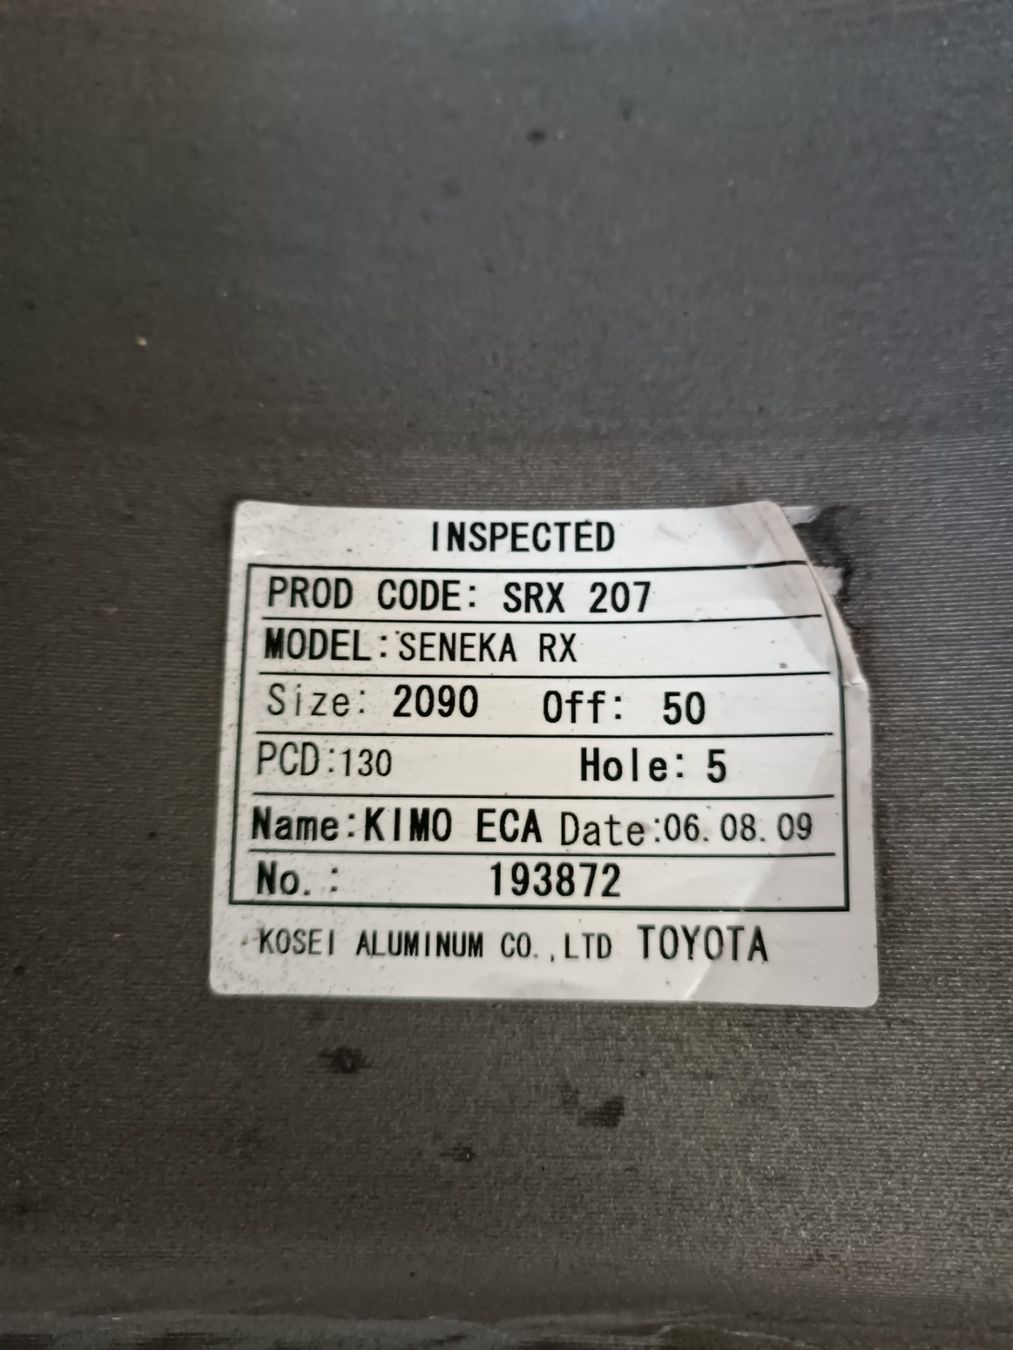 INSPECTED
PROD CODE: SRX 207
MODEL:SENEKA RX
Size: 2090 Off: 50
PCD:130 Hole: 5
Name:KIMO ECA Date:06.08.09
No.: 193872
KOSEI ALUMINUM CO.,LTD TOYOTA